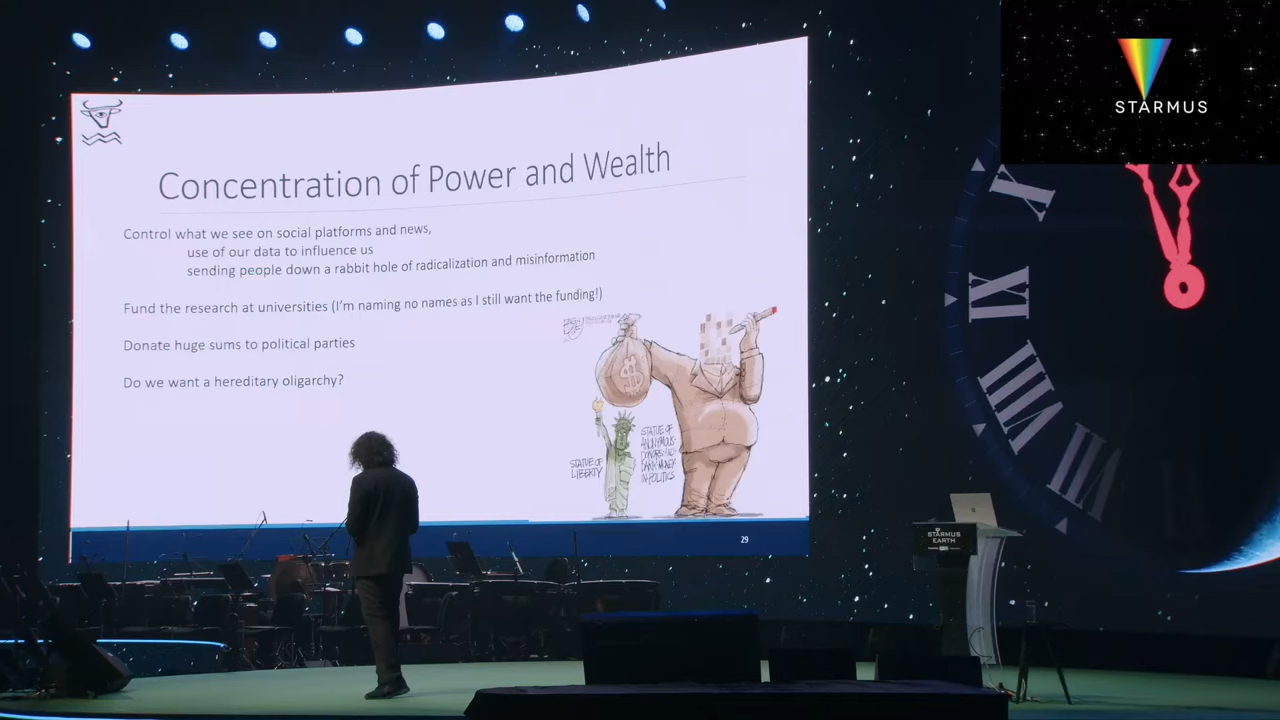 STARMUS
Concentration of Power and Wealth
Control what we see on social platforms and news,
use of our data to influence us
sending people down a rabbit hole of radicalization and misinformation
Fund the research at universities (I'm naming no names as I still want the funding!)
Donate huge sums to political parties
Do we want a hereditary oligarchy?
$
STATUE OF
LIBERTY
STATUE OF
ANONYMOUS
DONORS AND
DARK MONEY
IN POLITICS
29
X
IX
VIII
VII
STARMUS
EARTH